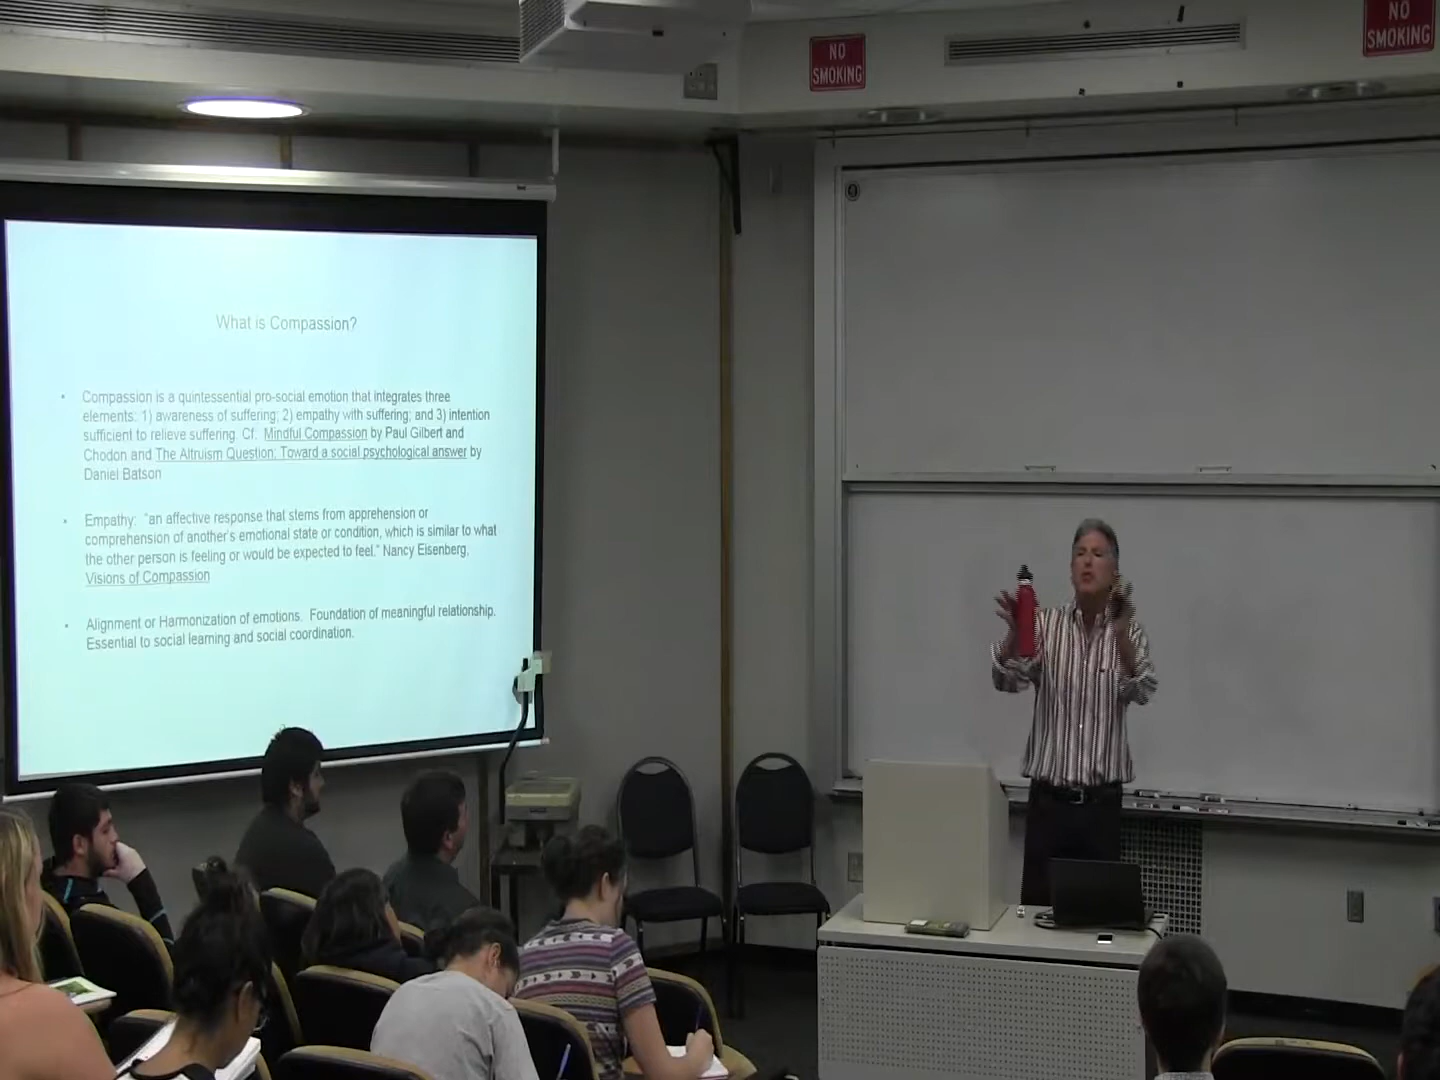 NO
SMOKING
NO
SMOKING
What is Compassion?
• Compassion is a quintessential pro-social emotion that integrates three
elements: 1) awareness of suffering; 2) empathy with suffering; and 3) intention
sufficient to relieve suffering. Cf. Mindful Compassion by Paul Gilbert and
Chodon and The Altruism Question: Toward a social psychological answer by
Daniel Batson
• Empathy: "an affective response that stems from apprehension or
comprehension of another's emotional state or condition, which is similar to what
the other person is feeling or would be expected to feel." Nancy Eisenberg,
Visions of Compassion
• Alignment or Harmonization of emotions. Foundation of meaningful relationship.
Essential to social learning and social coordination.